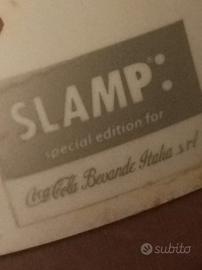 SLAMP®:
special edition for
Coca Cola Bevande Italia s.r.l
subito